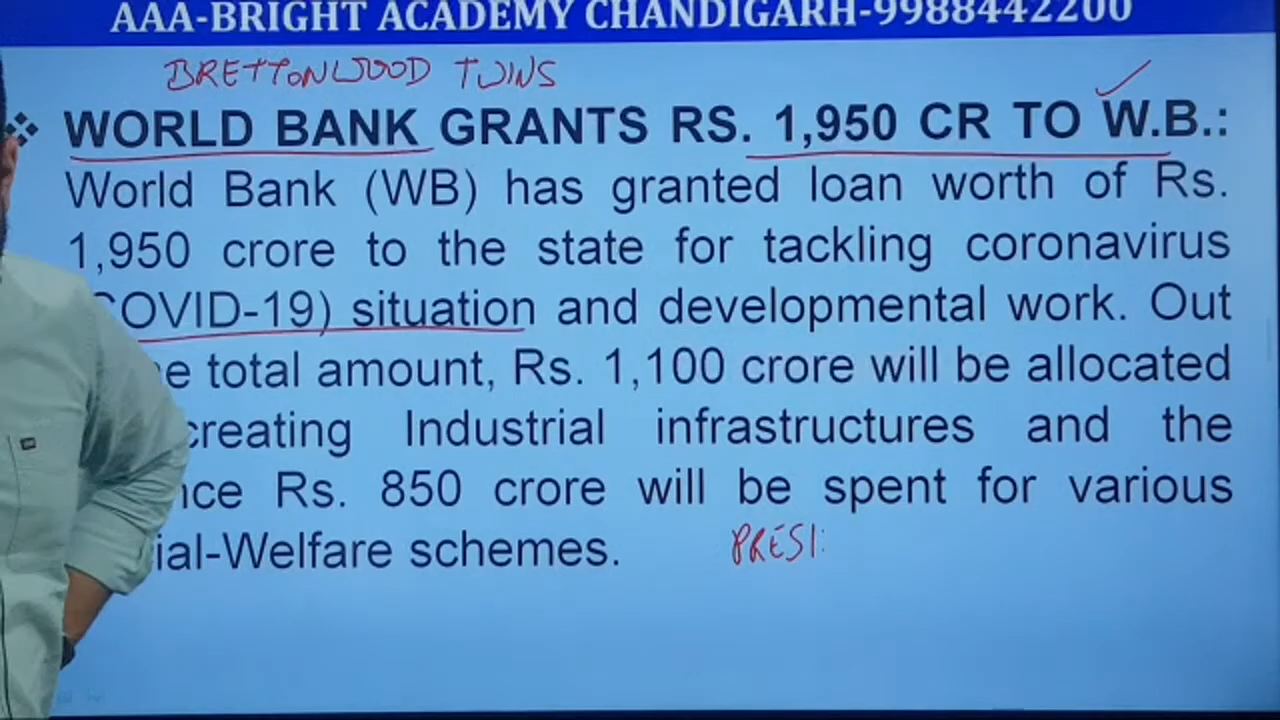 AAA-BRIGHT ACADEMY CHANDIGARH-9988442200
BRETTONWOOD TWINS
WORLD BANK GRANTS RS. 1,950 CR TO W.B.:
World Bank (WB) has granted loan worth of Rs.
1,950 crore to the state for tackling coronavirus
OVID-19) situation and developmental work. Out
e total amount, Rs. 1,100 crore will be allocated
creating Industrial infrastructures and the
nce Rs. 850 crore will be spent for various
ial-Welfare schemes.
PRESI: